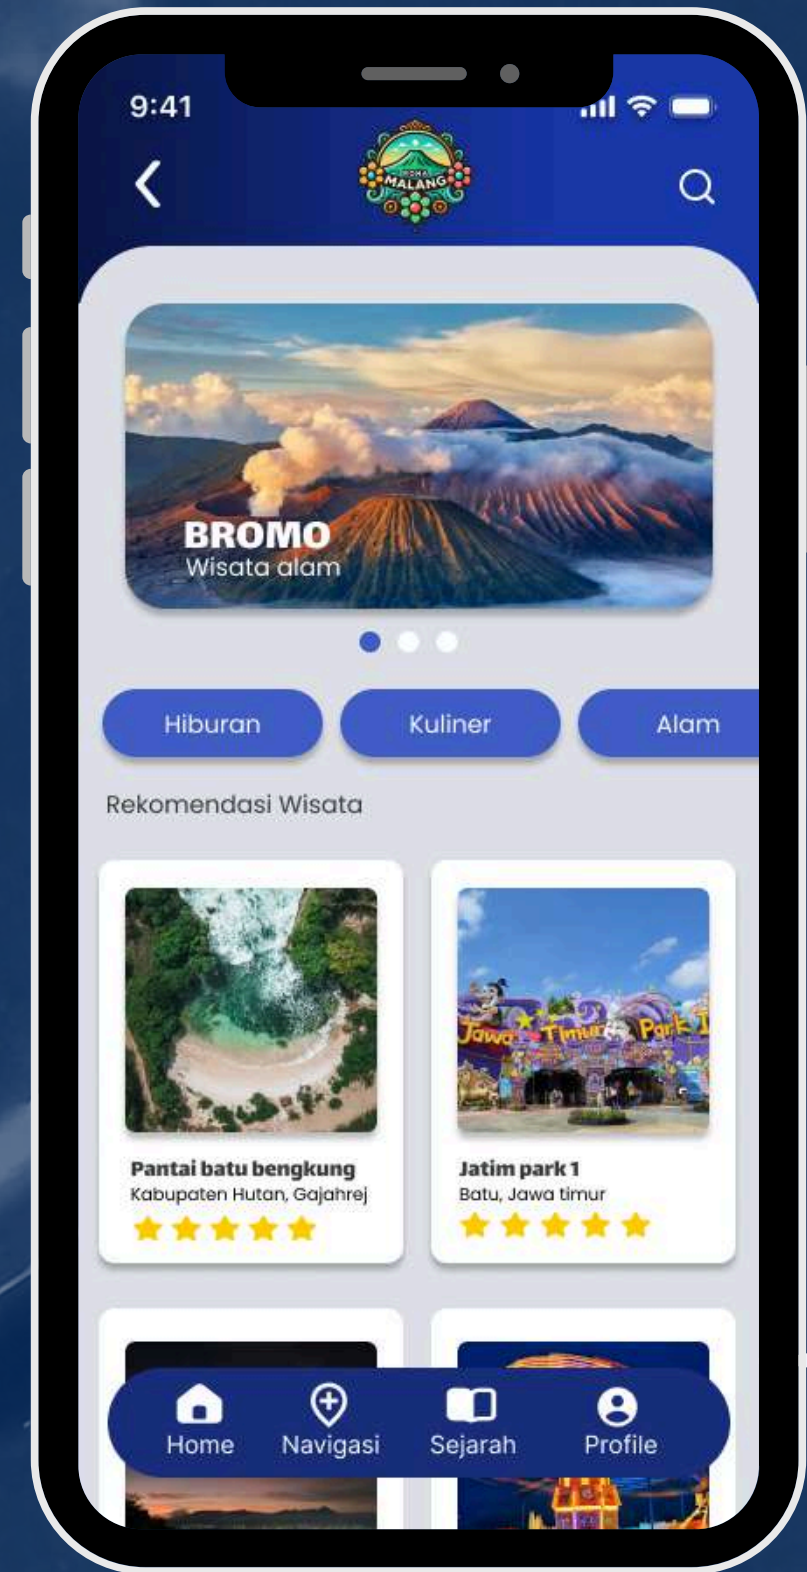 9:41
MALANG
BROMO
Wisata alam
Hiburan
Kuliner
Alam
Rekomendasi Wisata
Jawa Timur Park 1
Pantai batu bengkung
Kabupaten Hutan, Gajahrej
Jatim park 1
Batu, Jawa timur
Home
Navigasi
Sejarah
Profile